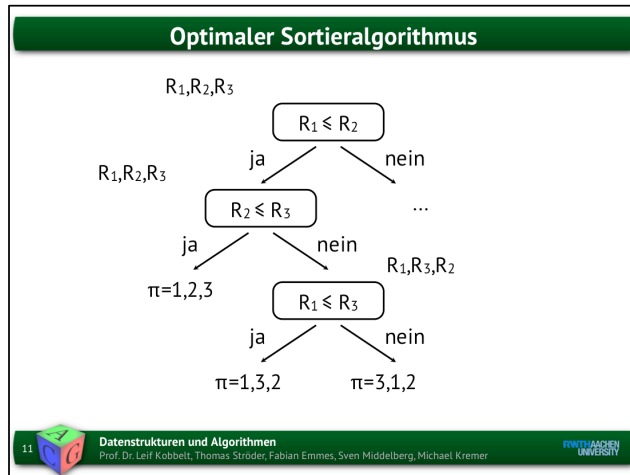 Optimaler Sortieralgorithmus
R₁,R₂,R₃
R₁ ⩽ R₂
ja nein
R₁,R₂,R₃
R₂ ⩽ R₃
...
ja nein
R₁,R₃,R₂
π=1,2,3
R₁ ⩽ R₃
ja nein
π=1,3,2 π=3,1,2
11
A C G
Datenstrukturen und Algorithmen
Prof. Dr. Leif Kobbelt, Thomas Ströder, Fabian Emmes, Sven Middelberg, Michael Kremer
RWTHAACHEN
UNIVERSITY